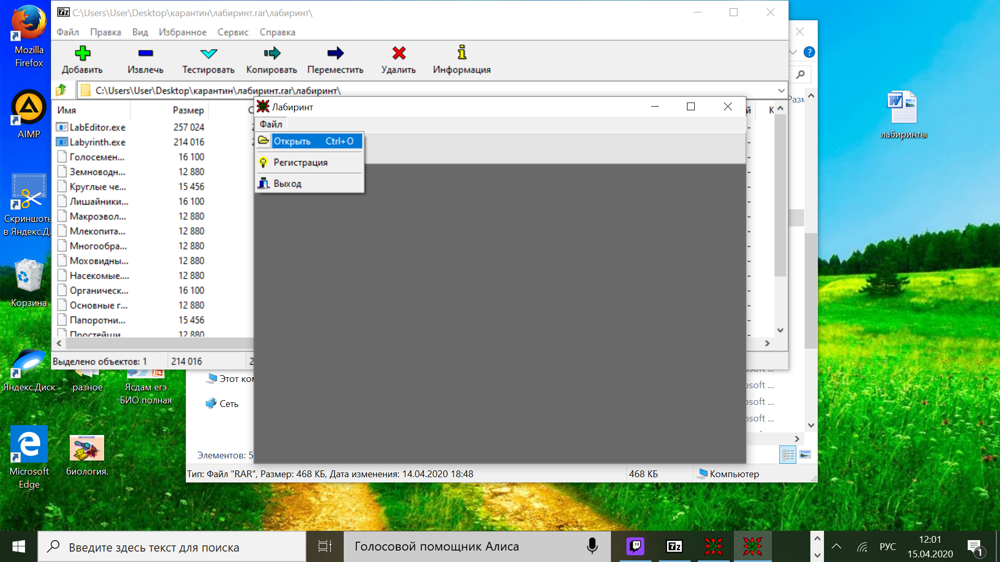 C:\Users\User\Desktop\карантин\лабиринт.rar\лабиринт\
Файл Правка Вид Избранное Сервис Справка
Добавить Извлечь Тестировать Копировать Переместить Удалить Информация
C:\Users\User\Desktop\карантин\лабиринт.rar\лабиринт\
Имя Размер
LabEditor.exe 257 024
Labyrinth.exe 214 016
Голосемен... 16 100
Земноводн... 12 880
Круглые че... 15 456
Лишайники... 16 100
Макроэвол... 12 880
Млекопита... 12 880
Многообра... 12 880
Моховидны... 12 880
Насекомые.... 12 880
Органическ... 16 100
Основные г... 12 880
Папоротни... 15 456
Простейши 12 880
Выделено объектов: 1 214 016
Лабиринт
Файл
Открыть Ctrl+O
Регистрация
Выход
Этот ком
Сеть
Элементов: 5
Тип: Файл "RAR", Размер: 468 КБ, Дата изменения: 14.04.2020 18:48 468 КБ Компьютер
Mozilla
Firefox
AIMP
Скриншоты
в Яндекс.Д.
Корзина
Яндекс.Диск
разное
Ясдам егэ
БИО полная
Microsoft
Edge
биология.
лабиринты
Введите здесь текст для поиска
Голосовой помощник Алиса
7z
РУС
12:01
15.04.2020
1